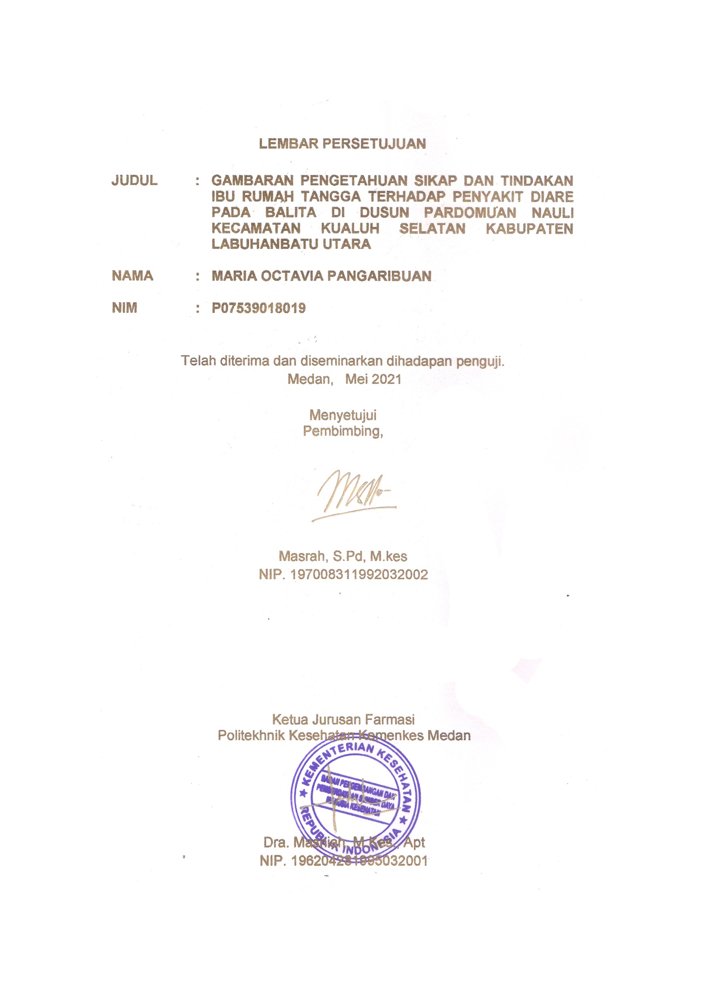 LEMBAR PERSETUJUAN
JUDUL : GAMBARAN PENGETAHUAN SIKAP DAN TINDAKAN
IBU RUMAH TANGGA TERHADAP PENYAKIT DIARE
PADA BALITA DI DUSUN PARDOMUAN NAULI
KECAMATAN KUALUH SELATAN KABUPATEN
LABUHANBATU UTARA
NAMA : MARIA OCTAVIA PANGARIBUAN
NIM : P07539018019
Telah diterima dan diseminarkan dihadapan penguji.
Medan, Mei 2021
Menyetujui
Pembimbing,
Masrah, S.Pd, M.kes
NIP. 197008311992032002
Ketua Jurusan Farmasi
Politekhnik Kesehatan Kemenkes Medan
KEMENTERIAN KESEHATAN
BADAN PENGEMBANGAN DAN
PEMBERDAYAAN SUMBER DAYA
MANUSIA KESEHATAN
REPUBLIK INDONESIA
Dra. Masniah, M.Kes., Apt
NIP. 196204281995032001